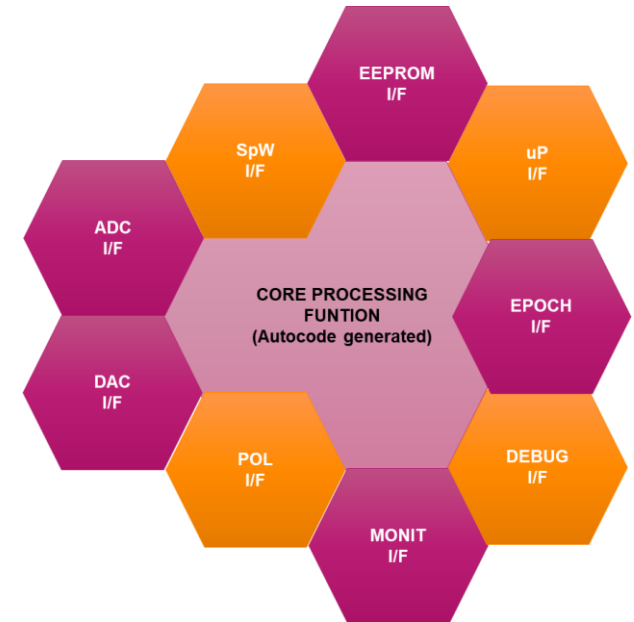 EEPROM
I/F
SpW
I/F
uP
I/F
ADC
I/F
CORE PROCESSING
FUNTION
(Autocode generated)
EPOCH
I/F
DAC
I/F
POL
I/F
DEBUG
I/F
MONIT
I/F